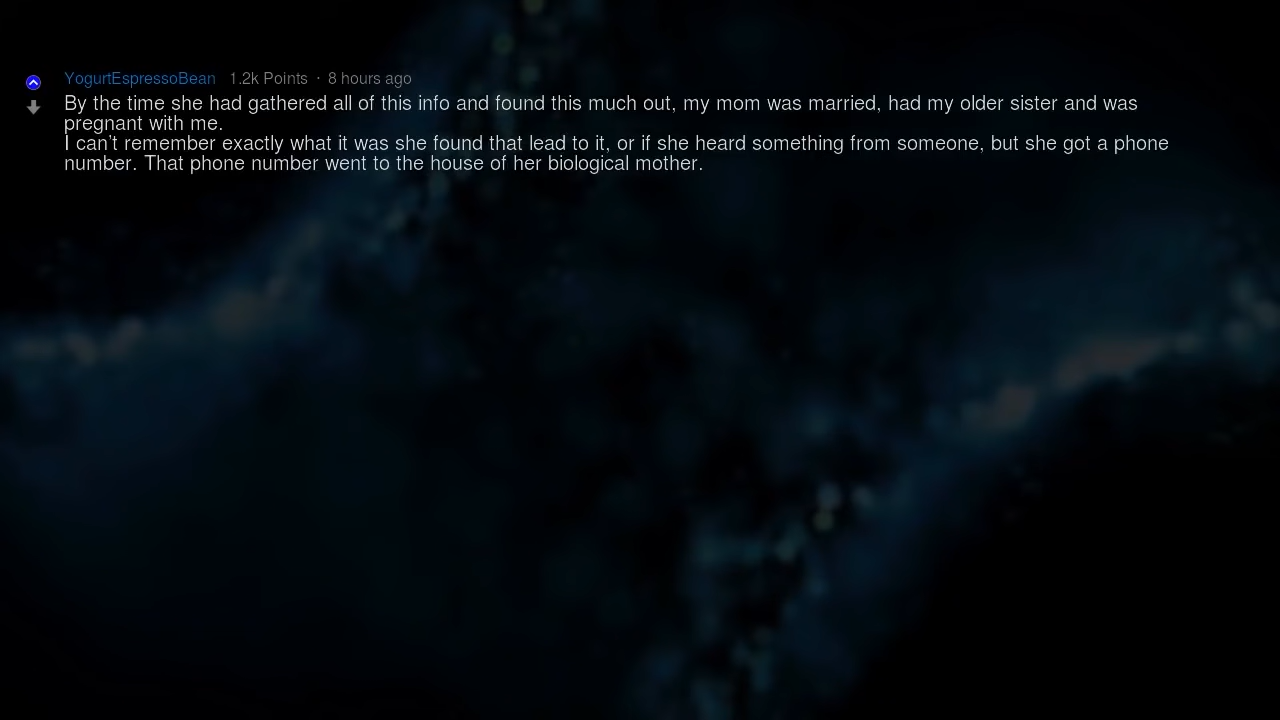 YogurtEspressoBean 1.2k Points · 8 hours ago
By the time she had gathered all of this info and found this much out, my mom was married, had my older sister and was
pregnant with me.
I can't remember exactly what it was she found that lead to it, or if she heard something from someone, but she got a phone
number. That phone number went to the house of her biological mother.